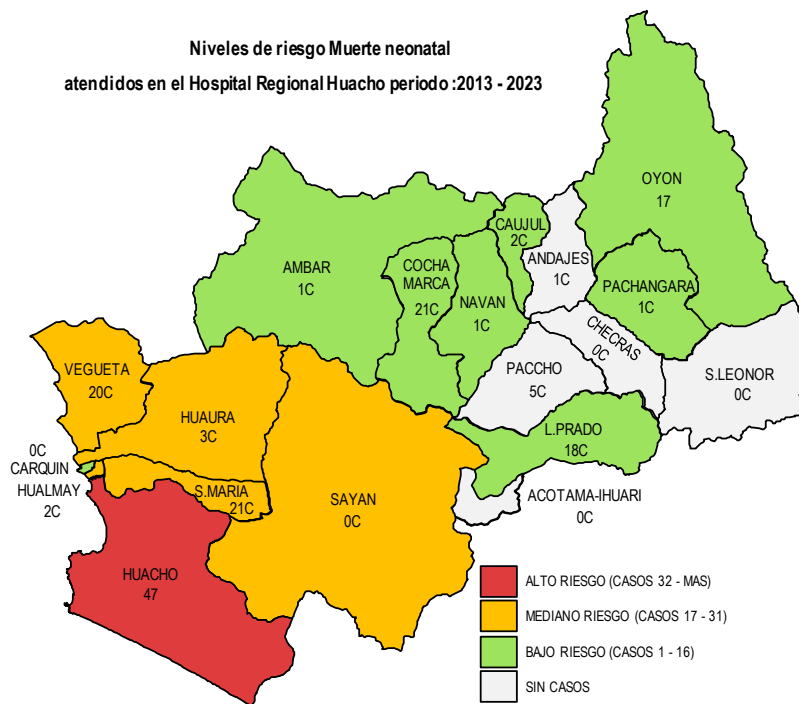 Niveles de riesgo Muerte neonatal
atendidos en el Hospital Regional Huacho periodo :2013 - 2023
OYON
17
CAUJUL
2C
ANDAJES
1C
AMBAR
1C
COCHA
MARCA
21C
NAVAN
1C
PACHANGARA
1C
CHECRAS
0C
VEGUETA
20C
PACCHO
5C
S.LEONOR
0C
HUAURA
3C
L.PRADO
18C
0C
CARQUIN
HUALMAY
2C
S.MARIA
21C
SAYAN
0C
ACOTAMA-IHUARI
0C
HUACHO
47
ALTO RIESGO (CASOS 32 - MAS)
MEDIANO RIESGO (CASOS 17 - 31)
BAJO RIESGO (CASOS 1 - 16)
SIN CASOS